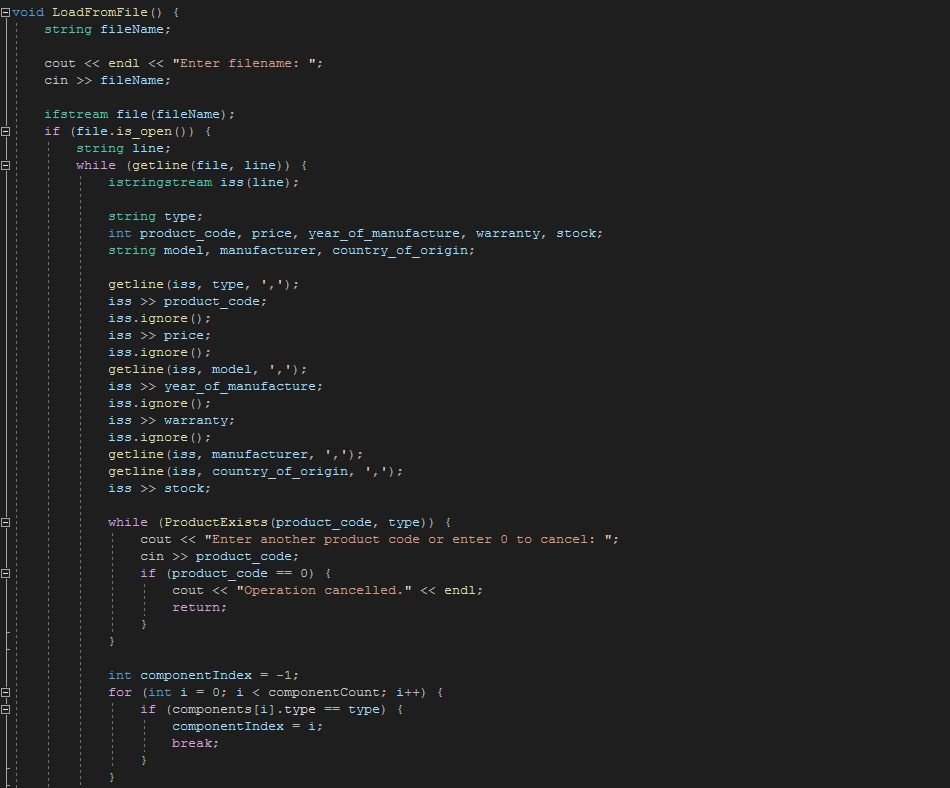 void LoadFromFile() {
string fileName;
cout << endl << "Enter filename: ";
cin >> fileName;
ifstream file(fileName);
if (file.is_open()) {
string line;
while (getline(file, line)) {
istringstream iss(line);
string type;
int product_code, price, year_of_manufacture, warranty, stock;
string model, manufacturer, country_of_origin;
getline(iss, type, ',');
iss >> product_code;
iss.ignore();
iss >> price;
iss.ignore();
getline(iss, model, ',');
iss >> year_of_manufacture;
iss.ignore();
iss >> warranty;
iss.ignore();
getline(iss, manufacturer, ',');
getline(iss, country_of_origin, ',');
iss >> stock;
while (ProductExists(product_code, type)) {
cout << "Enter another product code or enter 0 to cancel: ";
cin >> product_code;
if (product_code == 0) {
cout << "Operation cancelled." << endl;
return;
}
}
int componentIndex = -1;
for (int i = 0; i < componentCount; i++) {
if (components[i].type == type) {
componentIndex = i;
break;
}
}